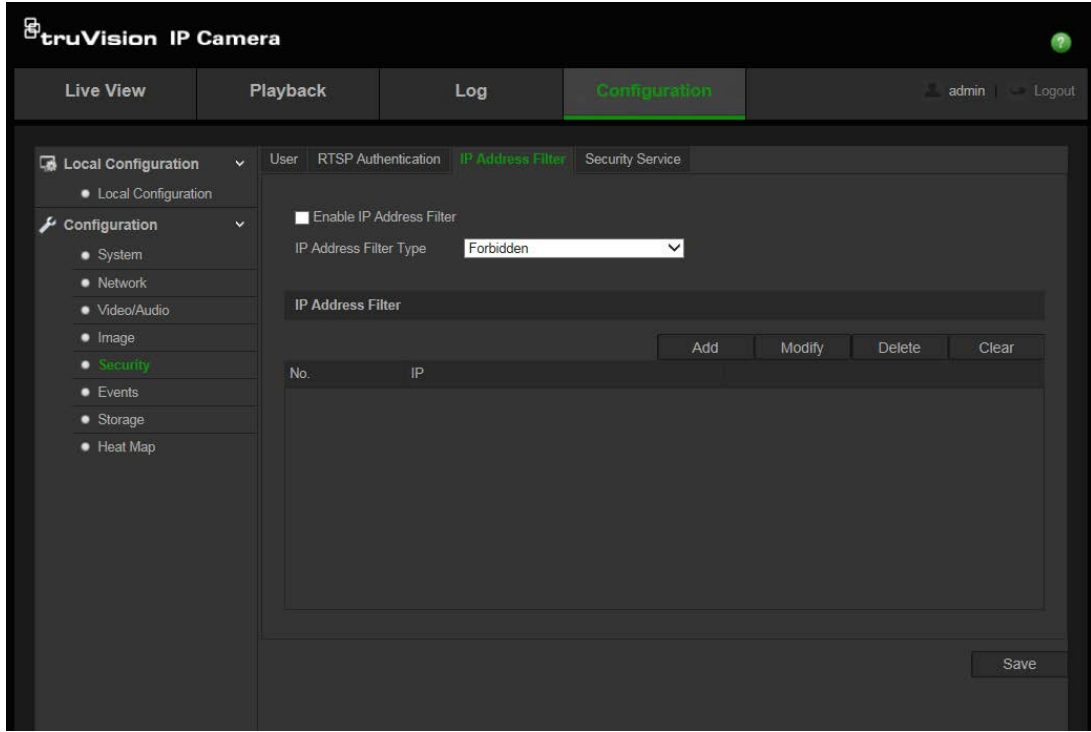 truVision IP Camera
?
Live View Playback Log Configuration admin | Logout
Local Configuration
Local Configuration
Configuration
System
Network
Video/Audio
Image
Security
Events
Storage
Heat Map
User RTSP Authentication IP Address Filter Security Service
Enable IP Address Filter
IP Address Filter Type Forbidden
IP Address Filter
Add Modify Delete Clear
No. IP
Save